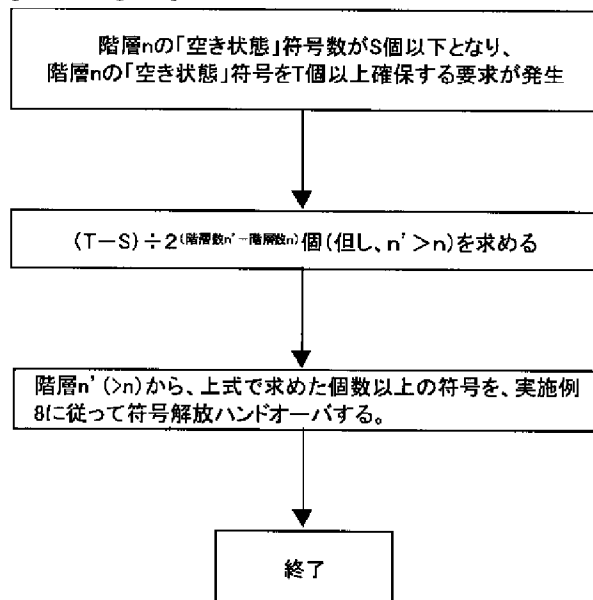 階層nの「空き状態」符号数がS個以下となり、
階層nの「空き状態」符号をT個以上確保する要求が発生
(T-S)÷2(階層数n'-階層数n)個(但し、n'>n)を求める
階層n'(>n)から、上式で求めた個数以上の符号を、実施例
8に従って符号解放ハンドオーバする。
終了